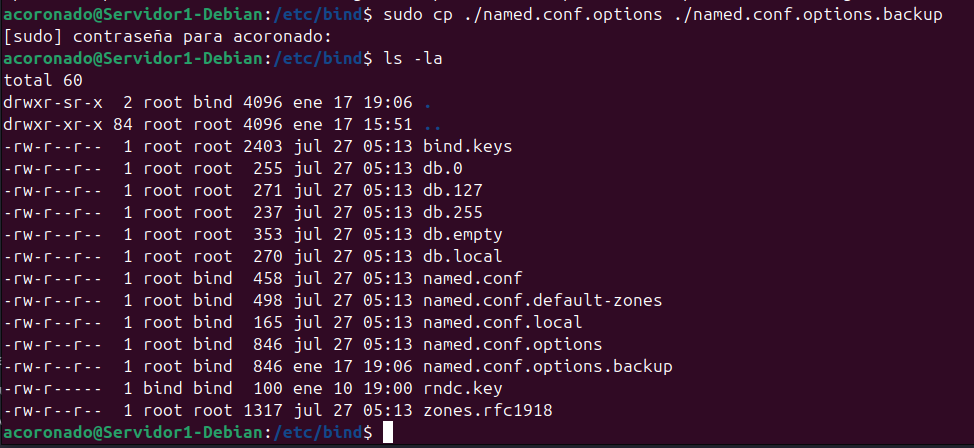 acoronado@Servidor1-Debian:/etc/bind$ sudo cp ./named.conf.options ./named.conf.options.backup
[sudo] contraseña para acoronado:
acoronado@Servidor1-Debian:/etc/bind$ ls -la
total 60
drwxr-sr-x  2 root bind 4096 ene 17 19:06 .
drwxr-xr-x 84 root root 4096 ene 17 15:51 ..
-rw-r--r--  1 root root 2403 jul 27 05:13 bind.keys
-rw-r--r--  1 root root  255 jul 27 05:13 db.0
-rw-r--r--  1 root root  271 jul 27 05:13 db.127
-rw-r--r--  1 root root  237 jul 27 05:13 db.255
-rw-r--r--  1 root root  353 jul 27 05:13 db.empty
-rw-r--r--  1 root root  270 jul 27 05:13 db.local
-rw-r--r--  1 root bind  458 jul 27 05:13 named.conf
-rw-r--r--  1 root bind  498 jul 27 05:13 named.conf.default-zones
-rw-r--r--  1 root bind  165 jul 27 05:13 named.conf.local
-rw-r--r--  1 root bind  846 jul 27 05:13 named.conf.options
-rw-r--r--  1 root bind  846 ene 17 19:06 named.conf.options.backup
-rw-r-----  1 bind bind  100 ene 10 19:00 rndc.key
-rw-r--r--  1 root root 1317 jul 27 05:13 zones.rfc1918
acoronado@Servidor1-Debian:/etc/bind$